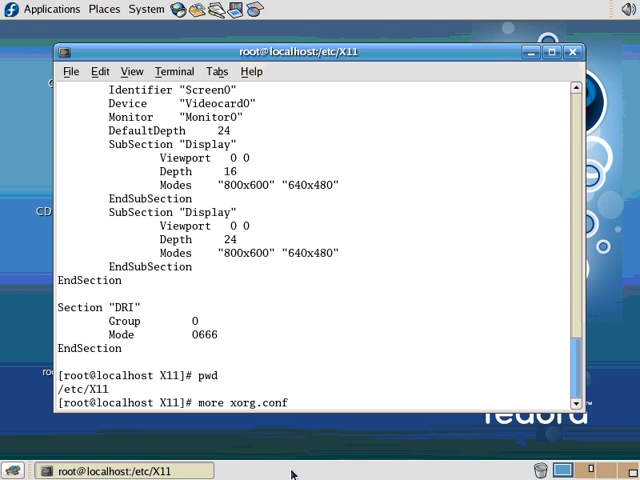 Applications Places System
root@localhost:/etc/X11
File Edit View Terminal Tabs Help
Identifier "Screen0"
Device "Videocard0"
Monitor "Monitor0"
DefaultDepth 24
SubSection "Display"
Viewport 0 0
Depth 16
Modes "800x600" "640x480"
EndSubSection
SubSection "Display"
Viewport 0 0
Depth 24
Modes "800x600" "640x480"
EndSubSection
EndSection
Section "DRI"
Group 0
Mode 0666
EndSection
[root@localhost X11]# pwd
/etc/X11
[root@localhost X11]# more xorg.conf
fedora™
root@localhost:/etc/X11